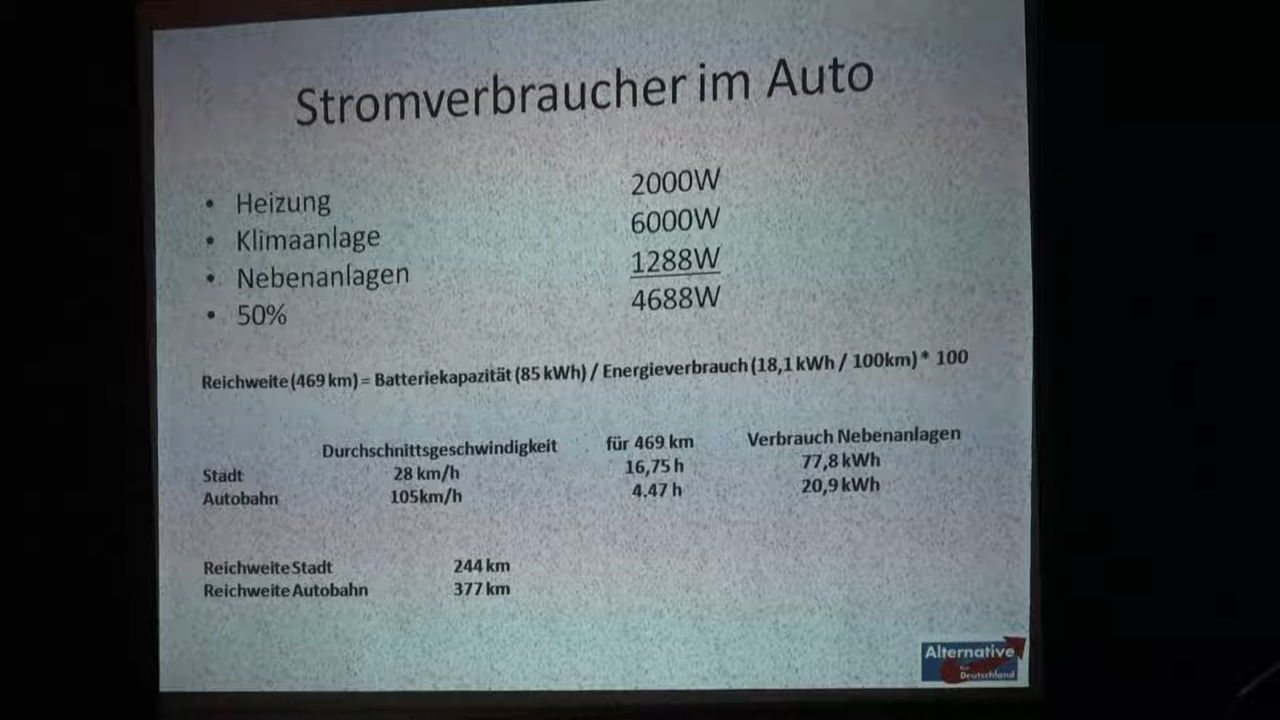 Stromverbraucher im Auto
• Heizung 2000W
• Klimaanlage 6000W
• Nebenanlagen 1288W
• 50% 4688W
Reichweite (469 km) = Batteriekapazität (85 kWh) / Energieverbrauch (18,1 kWh / 100km) * 100
Durchschnittsgeschwindigkeit für 469 km Verbrauch Nebenanlagen
Stadt 28 km/h 16,75 h 77,8 kWh
Autobahn 105km/h 4.47 h 20,9 kWh
Reichweite Stadt 244 km
Reichweite Autobahn 377 km
Alternative
für
Deutschland